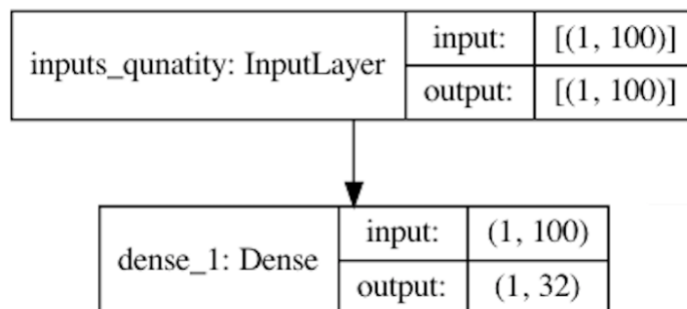 inputs_qunatity: InputLayer
input: [(1, 100)]
output: [(1, 100)]
dense_1: Dense
input: (1, 100)
output: (1, 32)